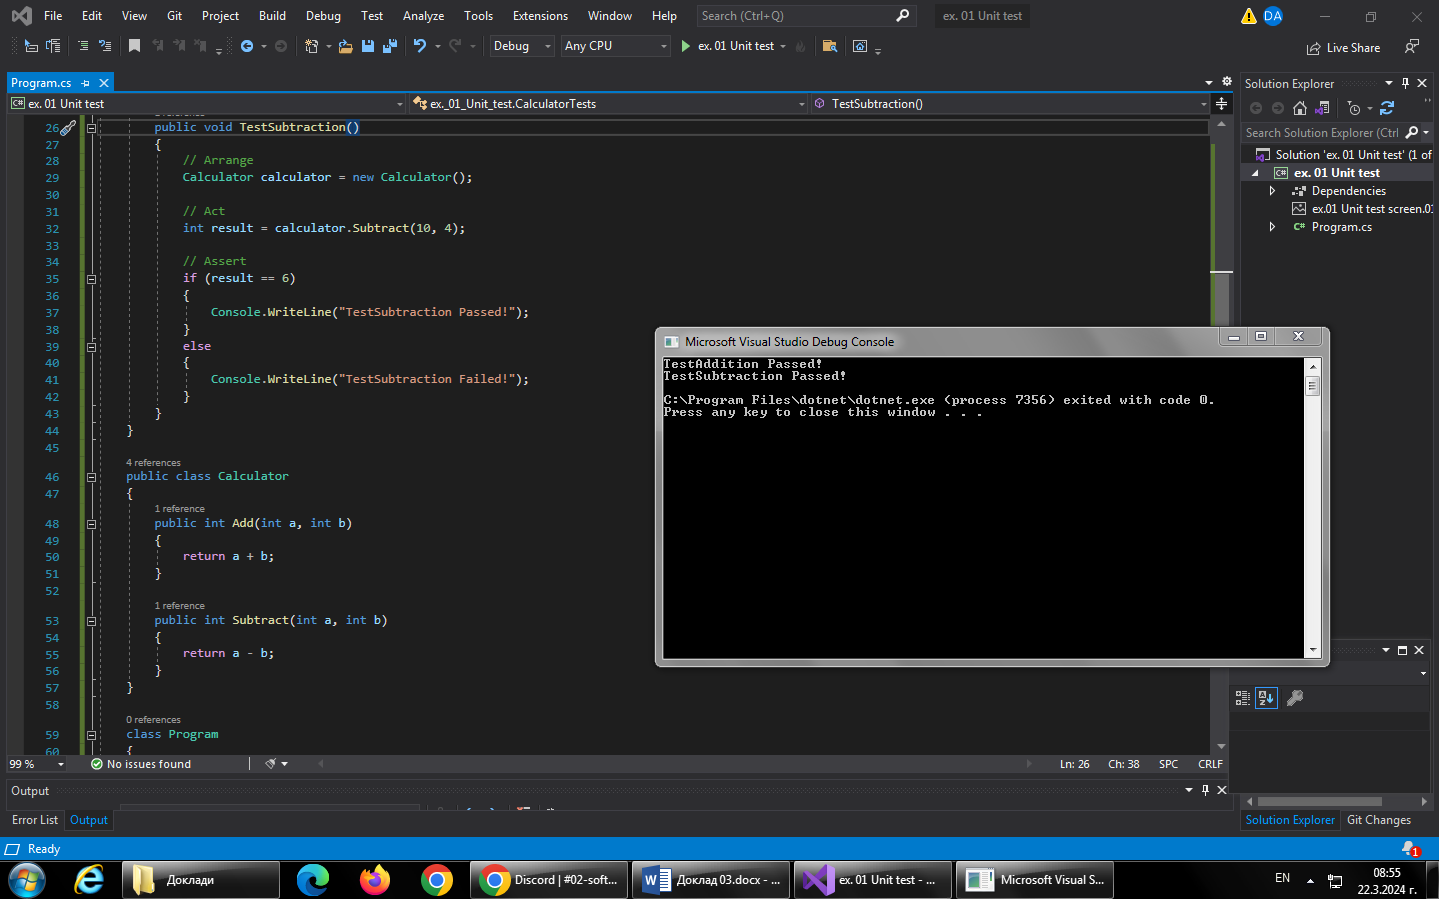 File Edit View Git Project Build Debug Test Analyze Tools Extensions Window Help Search (Ctrl+Q) ex. 01 Unit test DA
Debug Any CPU ex. 01 Unit test Live Share
Program.cs
C# ex. 01 Unit test ex._01_Unit_test.CalculatorTests TestSubtraction()
26 public void TestSubtraction()
27 {
28 // Arrange
29 Calculator calculator = new Calculator();
30
31 // Act
32 int result = calculator.Subtract(10, 4);
33
34 // Assert
35 if (result == 6)
36 {
37 Console.WriteLine("TestSubtraction Passed!");
38 }
39 else
40 {
41 Console.WriteLine("TestSubtraction Failed!");
42 }
43 }
44 }
45
4 references
46 public class Calculator
47 {
1 reference
48 public int Add(int a, int b)
49 {
50 return a + b;
51 }
52
1 reference
53 public int Subtract(int a, int b)
54 {
55 return a - b;
56 }
57 }
58
0 references
59 class Program
60 {
99 % No issues found Ln: 26 Ch: 38 SPC CRLF
Output
Error List Output
Ready
Microsoft Visual Studio Debug Console
TestAddition Passed!
TestSubtraction Passed!
C:\Program Files\dotnet\dotnet.exe (process 7356) exited with code 0.
Press any key to close this window . . .
Solution Explorer
Search Solution Explorer (Ctrl
Solution 'ex. 01 Unit test' (1 of
C# ex. 01 Unit test
Dependencies
ex.01 Unit test screen.01
C# Program.cs
Solution Explorer Git Changes
1
Доклади Discord | #02-soft... Доклад 03.docx - ... ex. 01 Unit test - ... Microsoft Visual S... EN 08:55
22.3.2024 г.